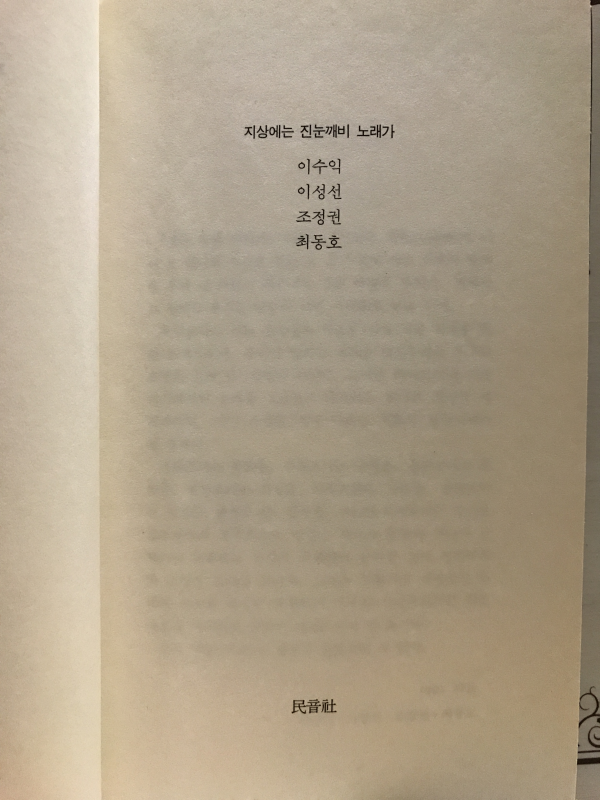 지상에는 진눈깨비 노래가
이수익
이성선
조정권
최동호
民音社